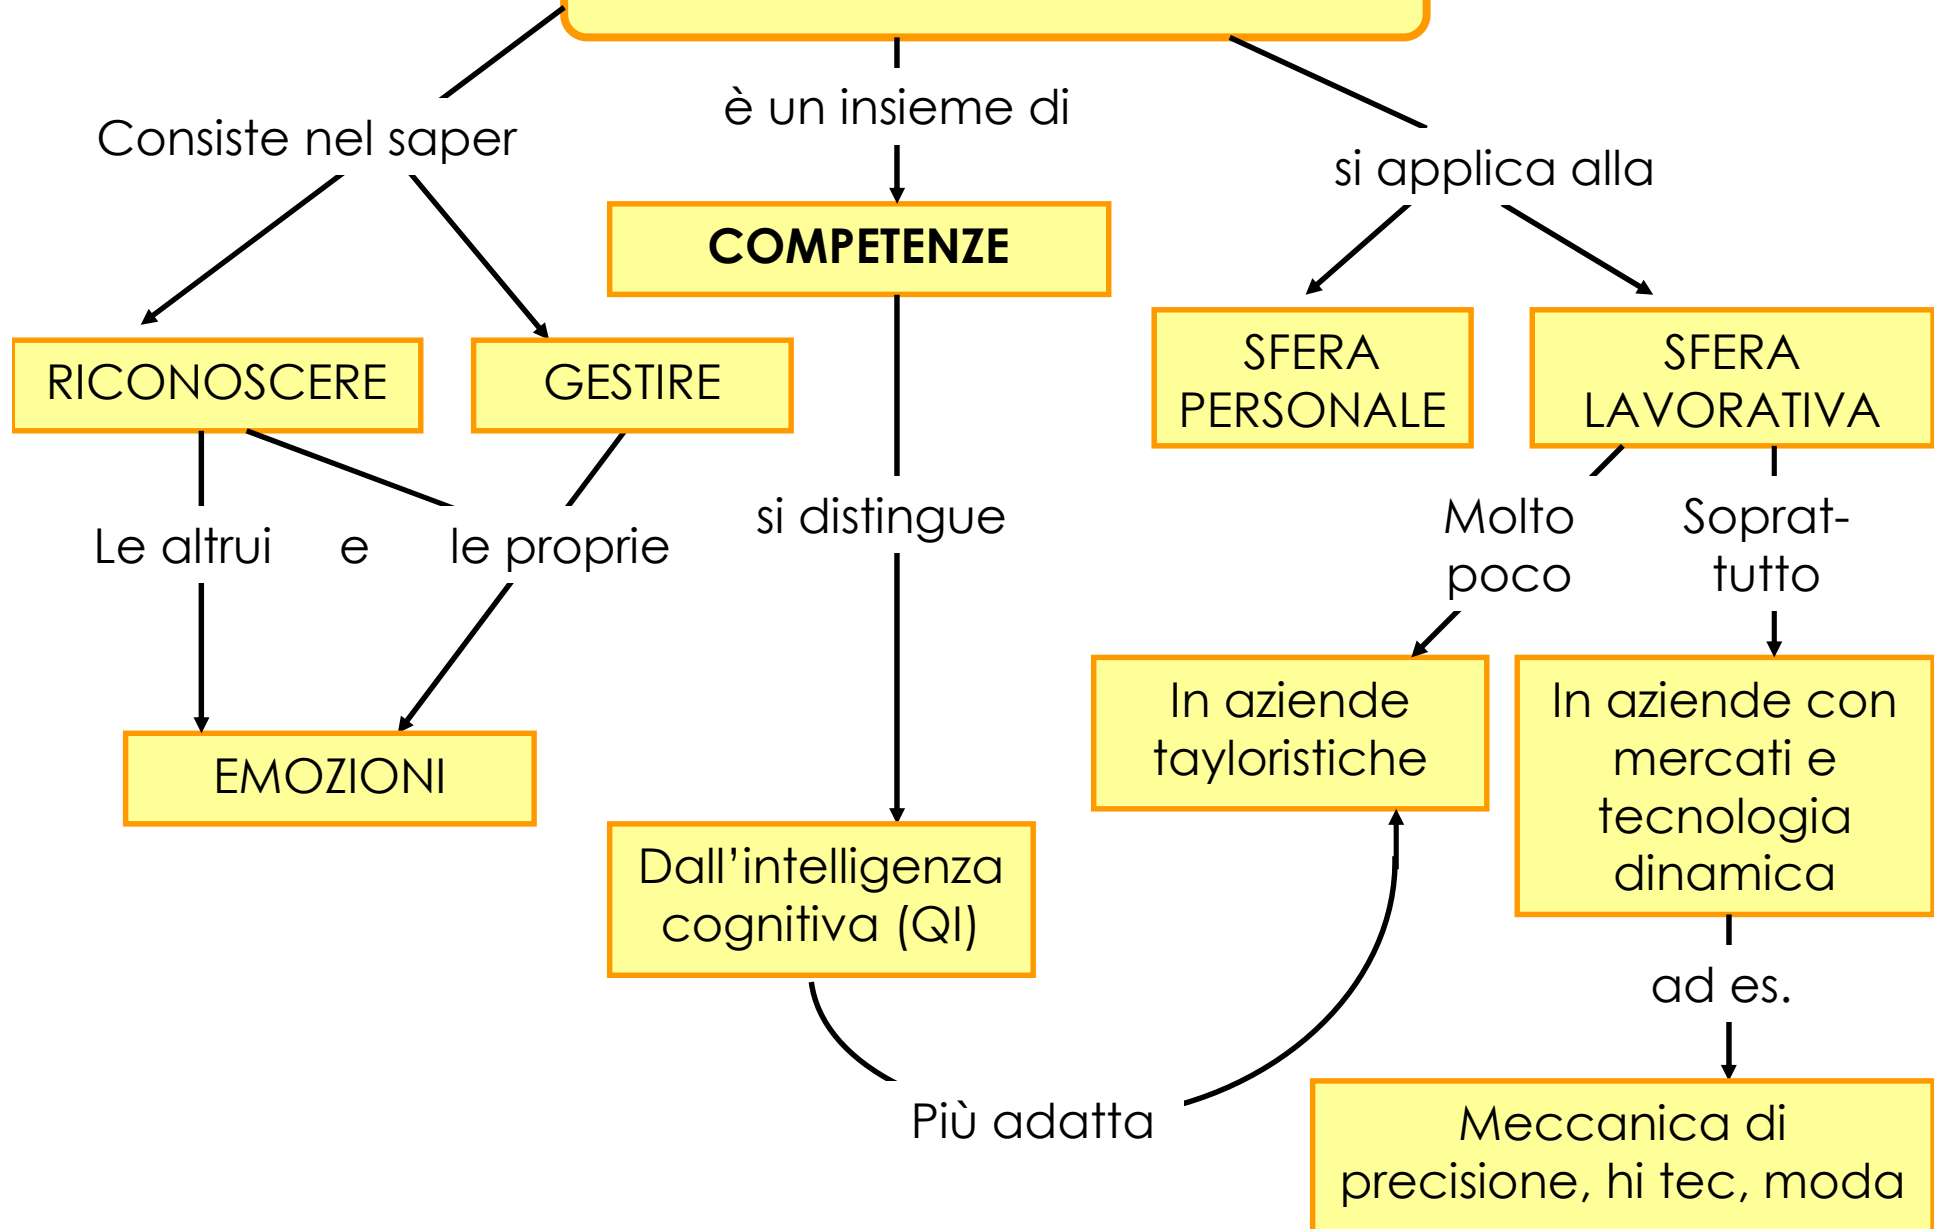 è un insieme di
Consiste nel saper
si applica alla
COMPETENZE
RICONOSCERE
GESTIRE
SFERA
PERSONALE
SFERA
LAVORATIVA
Le altrui e le proprie
si distingue
Molto
poco
Soprat-
tutto
EMOZIONI
In aziende
tayloristiche
In aziende con
mercati e
tecnologia
dinamica
Dall’intelligenza
cognitiva (QI)
ad es.
Più adatta
Meccanica di
precisione, hi tec, moda